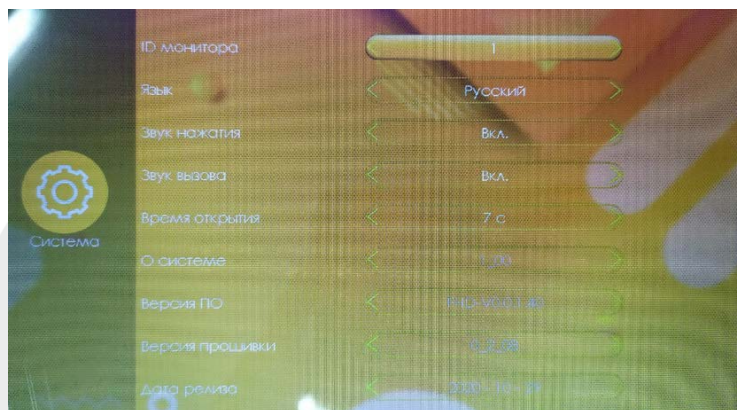 ID монитора
1
Язык
Русский
Звук нажатия
Вкл.
Звук вызова
Вкл.
Время открытия
7 с
Система
О системе
Версия ПО
Версия прошивки
Дата релиза